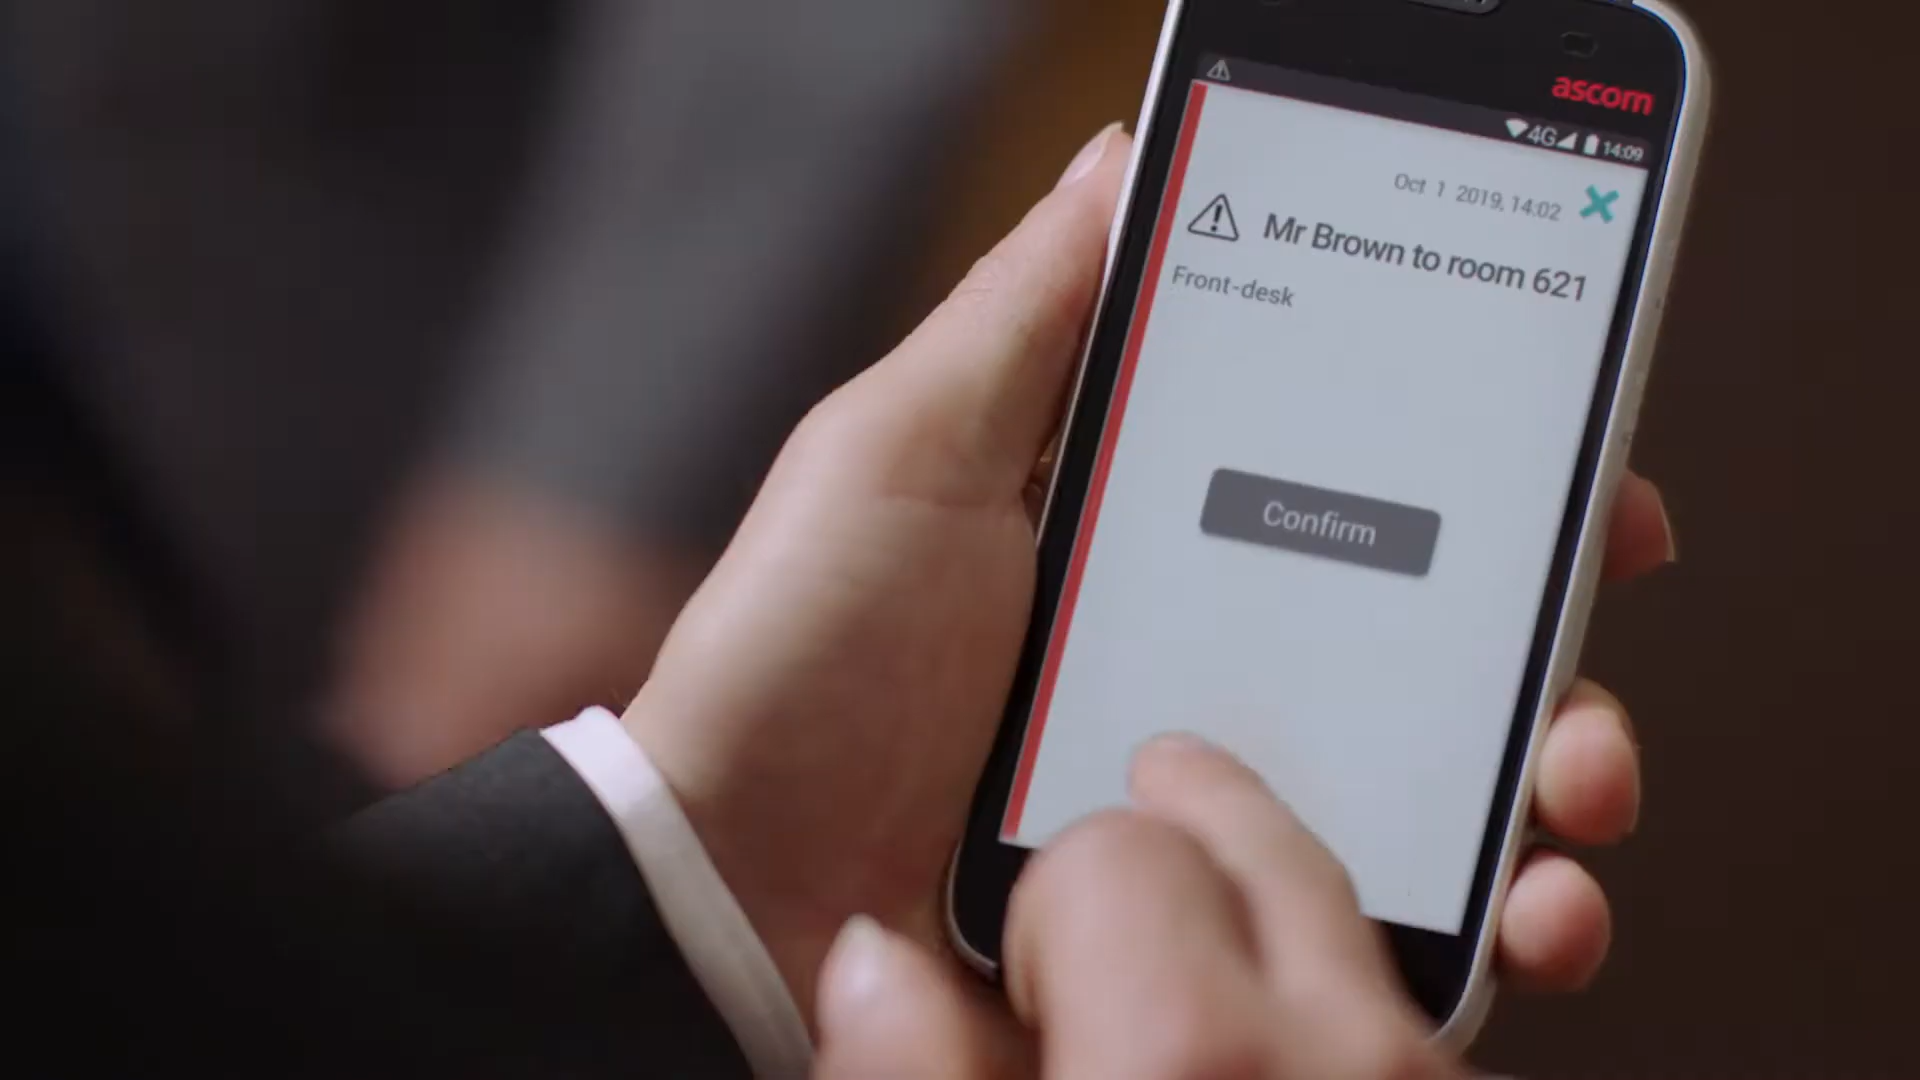 ascom
4G 14:09
Oct 1 2019, 14:02
Mr Brown to room 621
Front-desk
Confirm